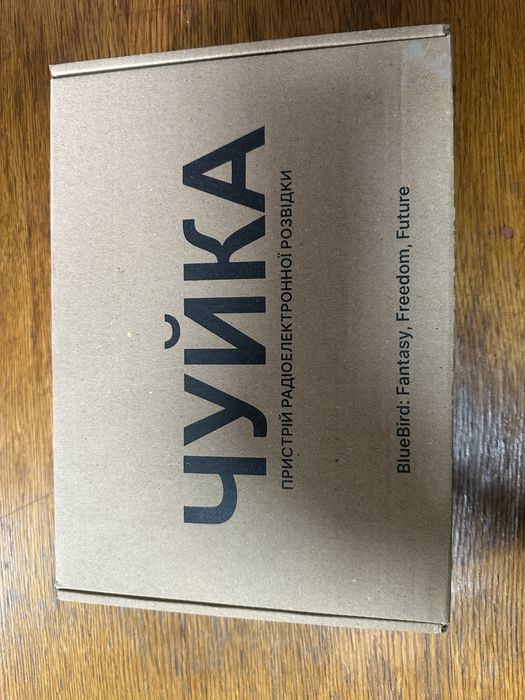 ЧУЙКА
ПРИСТРІЙ РАДІОЕЛЕКТРОННОЇ РОЗВІДКИ
BlueBird: Fantasy, Freedom, Future